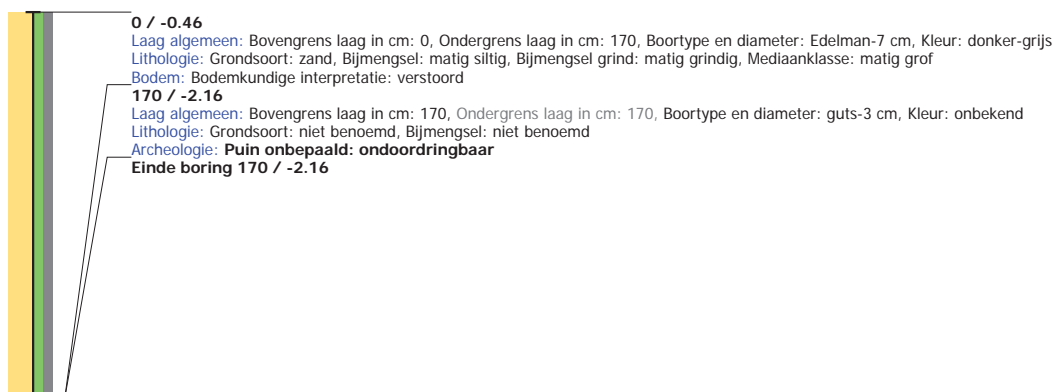 0 / -0.46
Laag algemeen: Bovengrens laag in cm: 0, Ondergrens laag in cm: 170, Boortype en diameter: Edelman-7 cm, Kleur: donker-grijs
Lithologie: Grondsoort: zand, Bijmengsel: matig siltig, Bijmengsel grind: matig grindig, Mediaanklasse: matig grof
Bodem: Bodemkundige interpretatie: verstoord
170 / -2.16
Laag algemeen: Bovengrens laag in cm: 170, Ondergrens laag in cm: 170, Boortype en diameter: guts-3 cm, Kleur: onbekend
Lithologie: Grondsoort: niet benoemd, Bijmengsel: niet benoemd
Archeologie: Puin onbepaald: ondoordringbaar
Einde boring 170 / -2.16